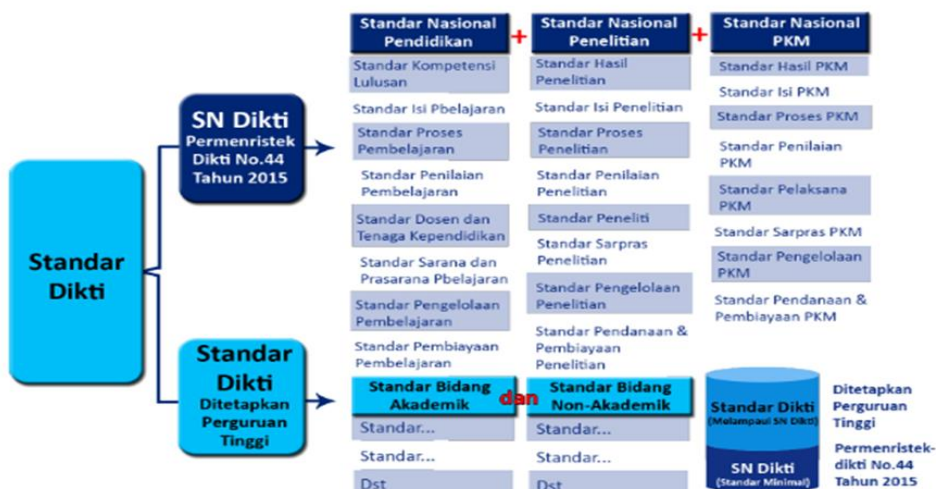 Standar
Dikti
SN Dikti
Permenristek
Dikti No.44
Tahun 2015
Standar Nasional
Pendidikan
+
Standar Nasional
Penelitian
+
Standar Nasional
PKM
Standar Kompetensi
Lulusan
Standar Isi Pbelajaran
Standar Proses
Pembelajaran
Standar Penilaian
Pembelajaran
Standar Dosen dan
Tenaga Kependidikan
Standar Sarana dan
Prasarana Pbelajaran
Standar Pengelolaan
Pembelajaran
Standar Pembiayaan
Pembelajaran
Standar Hasil
Penelitian
Standar Isi Penelitian
Standar Proses
Penelitian
Standar Penilaian
Penelitian
Standar Peneliti
Standar Sarpras
Penelitian
Standar Pengelolaan
Penelitian
Standar Pendanaan &
Pembiayaan
Penelitian
Standar Hasil PKM
Standar Isi PKM
Standar Proses PKM
Standar Penilaian
PKM
Standar Pelaksana
PKM
Standar Sarpras PKM
Standar Pengelolaan
PKM
Standar Pendanaan &
Pembiayaan PKM
Standar
Dikti
Ditetapkan
Perguruan
Tinggi
Standar Bidang
Akademik
dan
Standar Bidang
Non-Akademik
Standar...
Standar...
Dst
Standar...
Standar...
Dst
Standar Dikti
(Melampaui SN Dikti)
SN Dikti
(Standar Minimal)
Ditetapkan
Perguruan
Tinggi
Permenristek-
dikti No.44
Tahun 2015